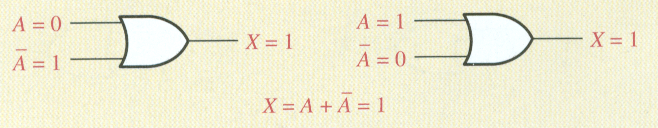 A = 0
A̅ = 1
X = 1
A = 1
A̅ = 0
X = 1
X = A + A̅ = 1